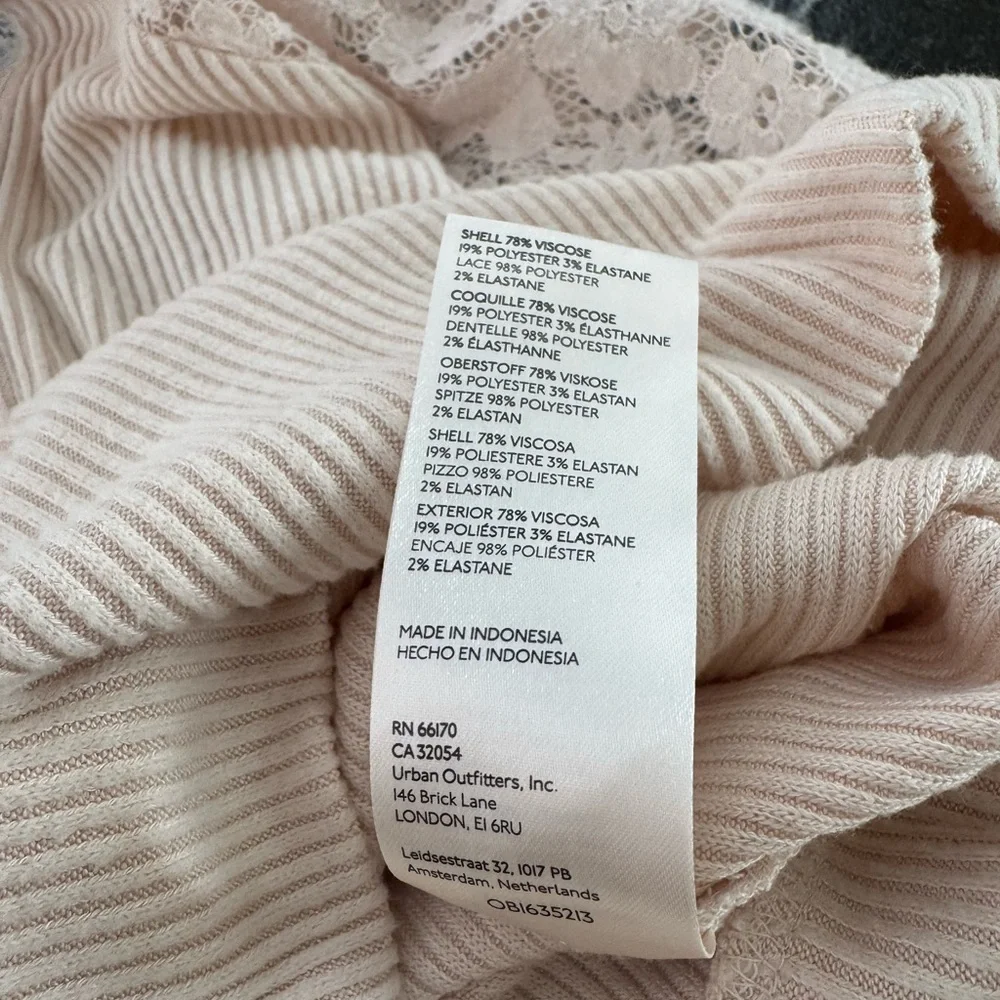 SHELL 78% VISCOSE
19% POLYESTER 3% ELASTANE
LACE 98% POLYESTER
2% ELASTANE
COQUILLE 78% VISCOSE
19% POLYESTER 3% ÉLASTHANNE
DENTELLE 98% POLYESTER
2% ÉLASTHANNE
OBERSTOFF 78% VISKOSE
19% POLYESTER 3% ELASTAN
SPITZE 98% POLYESTER
2% ELASTAN
SHELL 78% VISCOSA
19% POLIESTERE 3% ELASTAN
PIZZO 98% POLIESTERE
2% ELASTAN
EXTERIOR 78% VISCOSA
19% POLIÉSTER 3% ELASTANE
ENCAJE 98% POLIÉSTER
2% ELASTANE
MADE IN INDONESIA
HECHO EN INDONESIA
RN 66170
CA 32054
Urban Outfitters, Inc.
146 Brick Lane
LONDON, E1 6RU
Leidsestraat 32, 1017 PB
Amsterdam, Netherlands
OB1635213